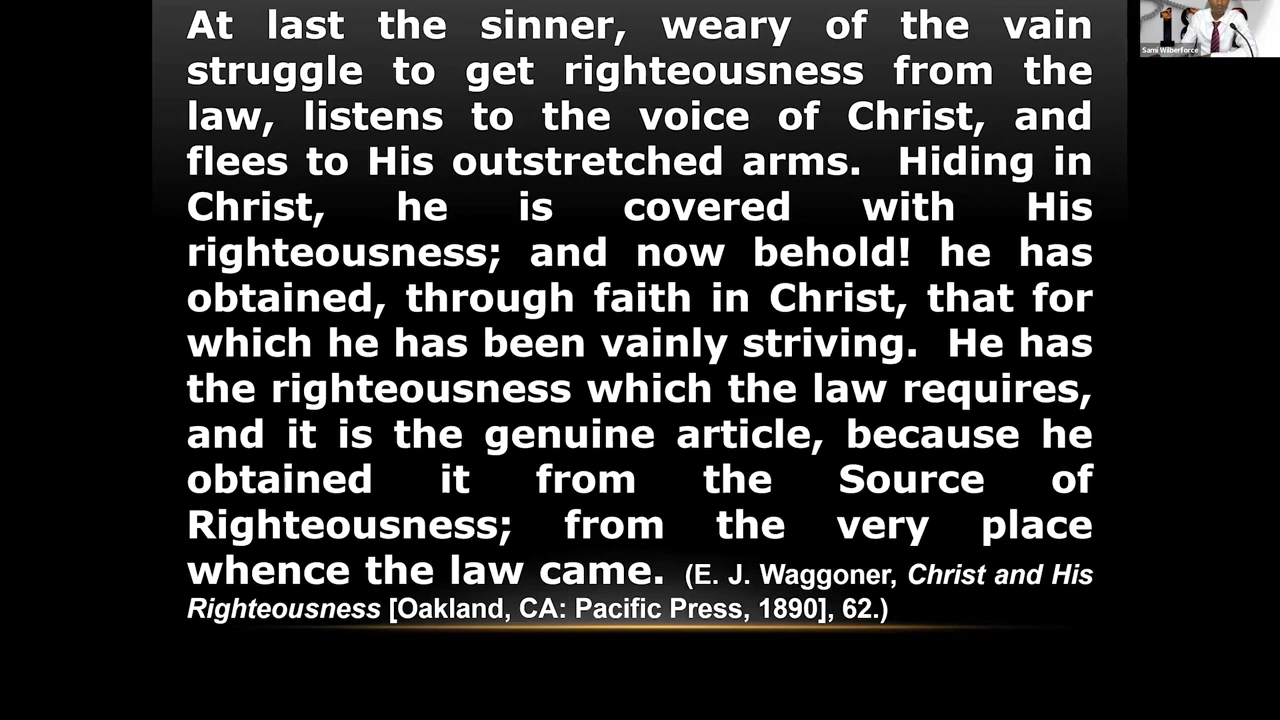 At last the sinner, weary of the vain
struggle to get righteousness from the
law, listens to the voice of Christ, and
flees to His outstretched arms. Hiding in
Christ, he is covered with His
righteousness; and now behold! he has
obtained, through faith in Christ, that for
which he has been vainly striving. He has
the righteousness which the law requires,
and it is the genuine article, because he
obtained it from the Source of
Righteousness; from the very place
whence the law came. (E. J. Waggoner, Christ and His
Righteousness [Oakland, CA: Pacific Press, 1890], 62.)
Sami Wilberforce